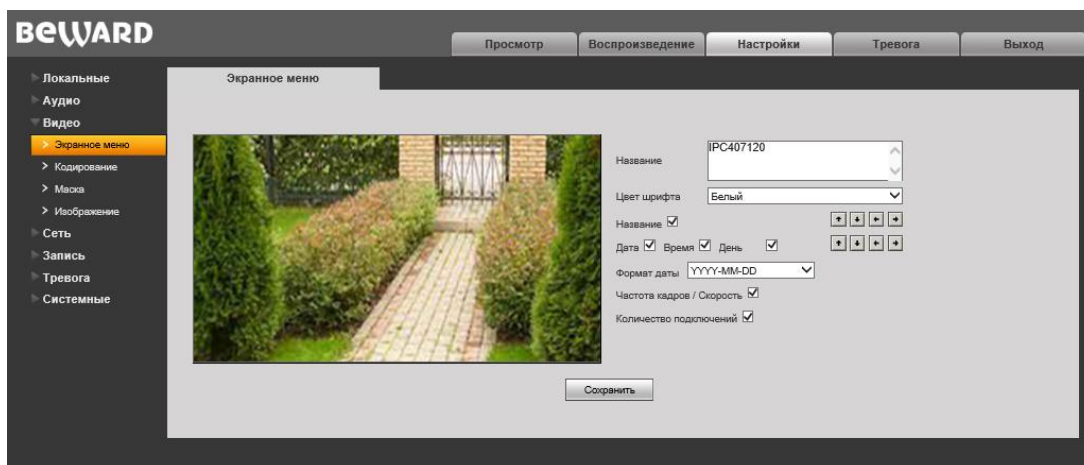 BEWARD
Просмотр Воспроизведение Настройки Тревога Выход
Локальные
Аудио
Видео
Экранное меню
Кодирование
Маска
Изображение
Сеть
Запись
Тревога
Системные
Экранное меню
Название IPC407120
Цвет шрифта Белый
Название
Дата Время День
Формат даты YYYY-MM-DD
Частота кадров / Скорость
Количество подключений
Сохранить